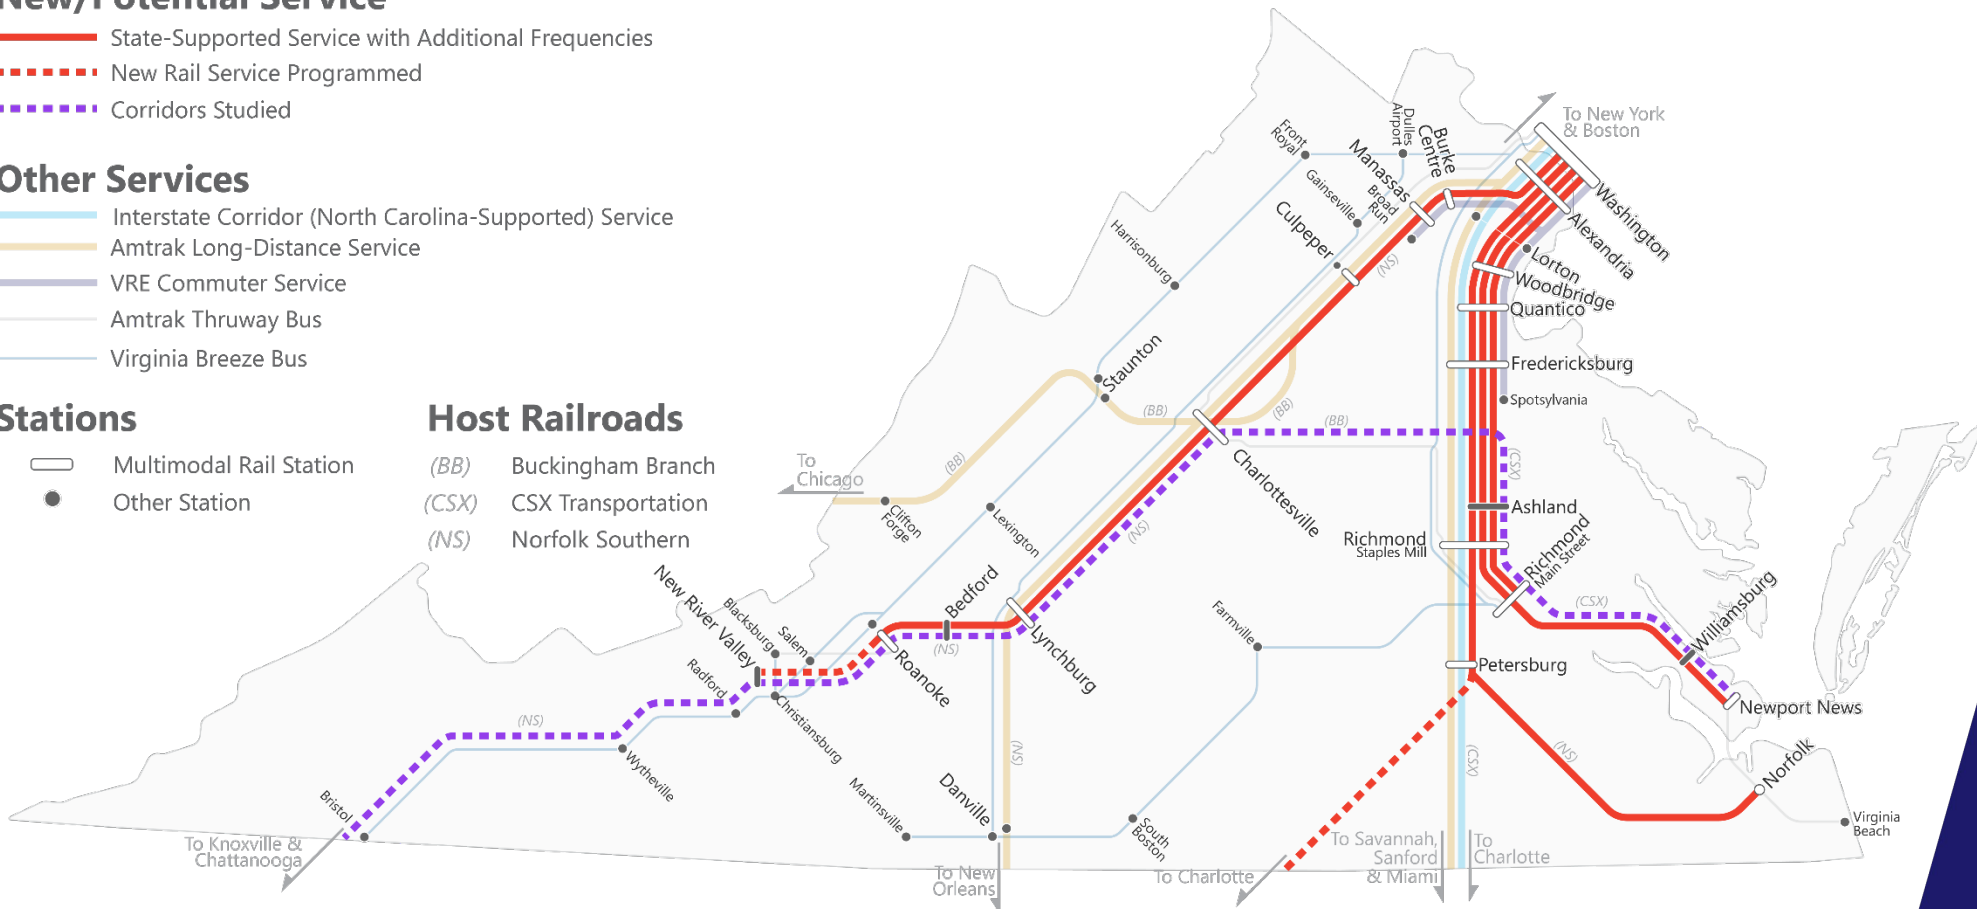 New/Potential Service
State-Supported Service with Additional Frequencies
New Rail Service Programmed
Corridors Studied
Other Services
Interstate Corridor (North Carolina-Supported) Service
Amtrak Long-Distance Service
VRE Commuter Service
Amtrak Thruway Bus
Virginia Breeze Bus
Stations
Multimodal Rail Station
Other Station
Host Railroads
(BB) Buckingham Branch
(CSX) CSX Transportation
(NS) Norfolk Southern
To New York
& Boston
Washington
Alexandria
Lorton
Woodbridge
Quantico
Fredericksburg
Spotsylvania
Dulles
Airport
Burke
Centre
Front
Royal
Manassas
Broad
Run
Gainseville
Culpeper
(NS)
Harrisonburg
Staunton
(BB)
(BB)
(BB)
(BB)
To
Chicago
Clifton
Forge
Lexington
Charlottesville
(NS)
(CSX)
Ashland
Richmond
Staples Mill
Richmond
Main Street
(CSX)
Williamsburg
Newport News
New River Valley
Blacksburg
Salem
Bedford
(NS)
Lynchburg
Roanoke
Radford
Christiansburg
(NS)
Wytheville
Bristol
To Knoxville &
Chattanooga
Farmville
Petersburg
(NS)
Norfolk
Virginia
Beach
(NS)
(CSX)
Martinsville
Danville
South
Boston
To New
Orleans
To Charlotte
To Savannah,
Sanford
& Miami
To
Charlotte